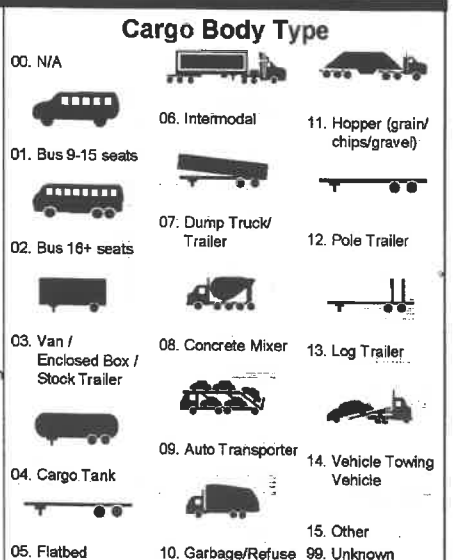 Cargo Body Type
00. N/A
01. Bus 9-15 seats
02. Bus 16+ seats
03. Van /
Enclosed Box /
Stock Trailer
04. Cargo Tank
05. Flatbed
06. Intermodal
07. Dump Truck/
Trailer
08. Concrete Mixer
09. Auto Transporter
10. Garbage/Refuse
11. Hopper (grain/
chips/gravel)
12. Pole Trailer
13. Log Trailer
14. Vehicle Towing
Vehicle
15. Other
99. Unknown